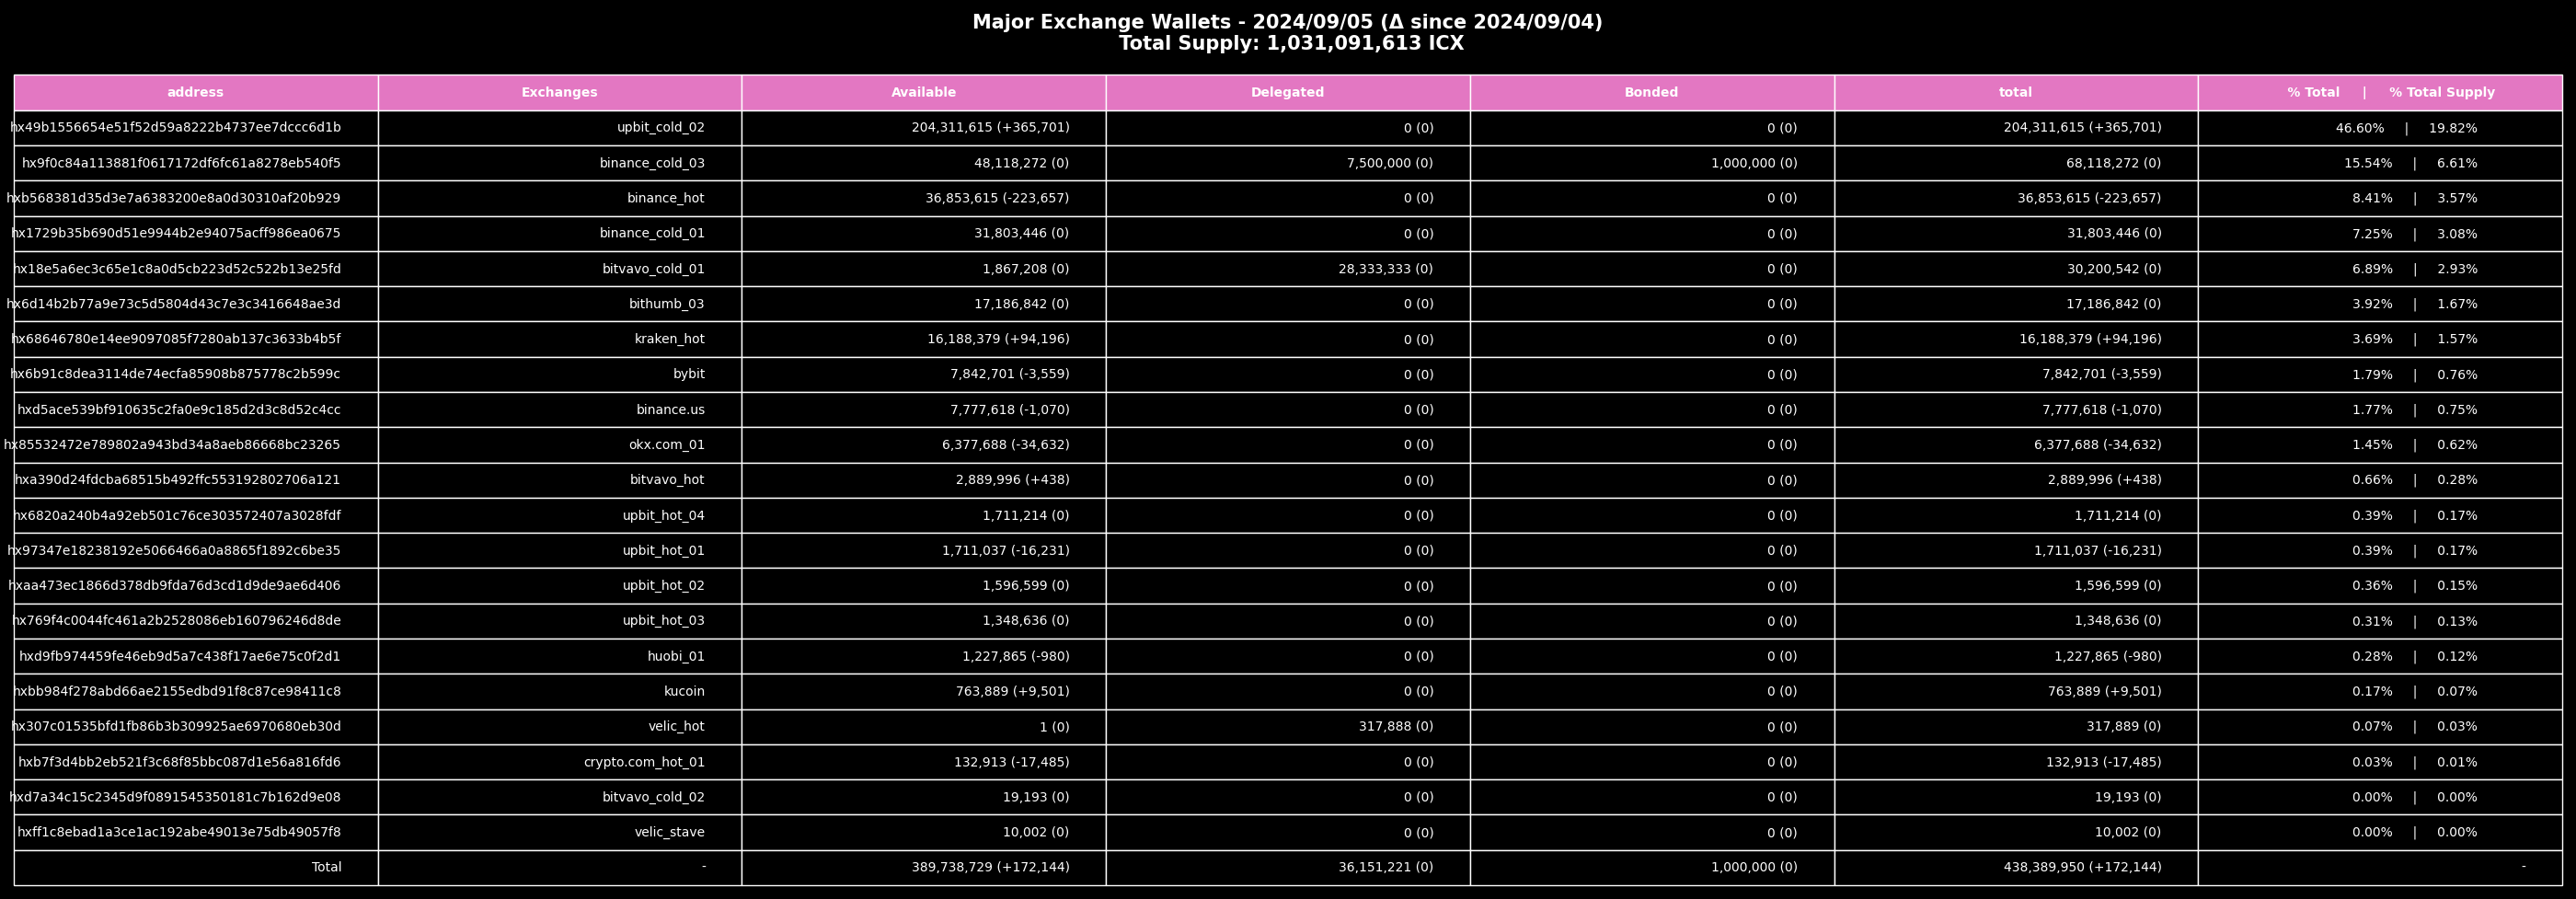 Major Exchange Wallets - 2024/09/05 (Δ since 2024/09/04)
Total Supply: 1,031,091,613 ICX
address Exchanges Available Delegated Bonded total % Total | % Total Supply
hx49b1556654e51f52d59a8222b4737ee7dccc6d1b upbit_cold_02 204,311,615 (+365,701) 0 (0) 0 (0) 204,311,615 (+365,701) 46.60% | 19.82%
hx9f0c84a113881f0617172df6fc61a8278eb540f5 binance_cold_03 48,118,272 (0) 7,500,000 (0) 1,000,000 (0) 68,118,272 (0) 15.54% | 6.61%
hxb568381d35d3e7a6383200e8a0d30310af20b929 binance_hot 36,853,615 (-223,657) 0 (0) 0 (0) 36,853,615 (-223,657) 8.41% | 3.57%
hx1729b35b690d51e9944b2e94075acff986ea0675 binance_cold_01 31,803,446 (0) 0 (0) 0 (0) 31,803,446 (0) 7.25% | 3.08%
hx18e5a6ec3c65e1c8a0d5cb223d52c522b13e25fd bitvavo_cold_01 1,867,208 (0) 28,333,333 (0) 0 (0) 30,200,542 (0) 6.89% | 2.93%
hx6d14b2b77a9e73c5d5804d43c7e3c3416648ae3d bithumb_03 17,186,842 (0) 0 (0) 0 (0) 17,186,842 (0) 3.92% | 1.67%
hx68646780e14ee9097085f7280ab137c3633b4b5f kraken_hot 16,188,379 (+94,196) 0 (0) 0 (0) 16,188,379 (+94,196) 3.69% | 1.57%
hx6b91c8dea3114de74ecfa85908b875778c2b599c bybit 7,842,701 (-3,559) 0 (0) 0 (0) 7,842,701 (-3,559) 1.79% | 0.76%
hxd5ace539bf910635c2fa0e9c185d2d3c8d52c4cc binance.us 7,777,618 (-1,070) 0 (0) 0 (0) 7,777,618 (-1,070) 1.77% | 0.75%
hx85532472e789802a943bd34a8aeb86668bc23265 okx.com_01 6,377,688 (-34,632) 0 (0) 0 (0) 6,377,688 (-34,632) 1.45% | 0.62%
hxa390d24fdcba68515b492ffc553192802706a121 bitvavo_hot 2,889,996 (+438) 0 (0) 0 (0) 2,889,996 (+438) 0.66% | 0.28%
hx6820a240b4a92eb501c76ce303572407a3028fdf upbit_hot_04 1,711,214 (0) 0 (0) 0 (0) 1,711,214 (0) 0.39% | 0.17%
hx97347e18238192e5066466a0a8865f1892c6be35 upbit_hot_01 1,711,037 (-16,231) 0 (0) 0 (0) 1,711,037 (-16,231) 0.39% | 0.17%
hxaa473ec1866d378db9fda76d3cd1d9de9ae6d406 upbit_hot_02 1,596,599 (0) 0 (0) 0 (0) 1,596,599 (0) 0.36% | 0.15%
hx769f4c0044fc461a2b2528086eb160796246d8de upbit_hot_03 1,348,636 (0) 0 (0) 0 (0) 1,348,636 (0) 0.31% | 0.13%
hxd9fb974459fe46eb9d5a7c438f17ae6e75c0f2d1 huobi_01 1,227,865 (-980) 0 (0) 0 (0) 1,227,865 (-980) 0.28% | 0.12%
hxbb984f278abd66ae2155edbd91f8c87ce98411c8 kucoin 763,889 (+9,501) 0 (0) 0 (0) 763,889 (+9,501) 0.17% | 0.07%
hx307c01535bfd1fb86b3b309925ae6970680eb30d velic_hot 1 (0) 317,888 (0) 0 (0) 317,889 (0) 0.07% | 0.03%
hxb7f3d4bb2eb521f3c68f85bbc087d1e56a816fd6 crypto.com_hot_01 132,913 (-17,485) 0 (0) 0 (0) 132,913 (-17,485) 0.03% | 0.01%
hxd7a34c15c2345d9f0891545350181c7b162d9e08 bitvavo_cold_02 19,193 (0) 0 (0) 0 (0) 19,193 (0) 0.00% | 0.00%
hxff1c8ebad1a3ce1ac192abe49013e75db49057f8 velic_stave 10,002 (0) 0 (0) 0 (0) 10,002 (0) 0.00% | 0.00%
Total - 389,738,729 (+172,144) 36,151,221 (0) 1,000,000 (0) 438,389,950 (+172,144) -